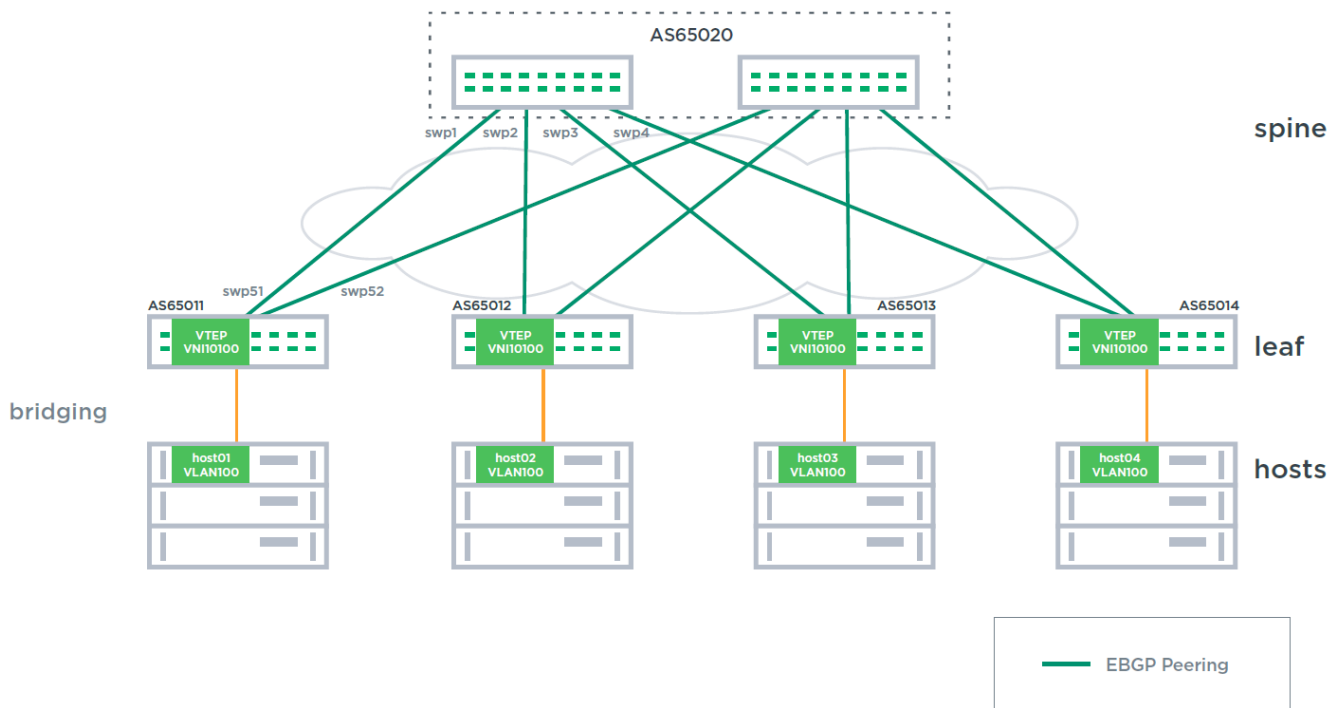 AS65020
swp1
swp2
swp3
swp4
spine
swp51
swp52
AS65011
AS65012
AS65013
AS65014
VTEP
VNI10100
VTEP
VNI10100
VTEP
VNI10100
VTEP
VNI10100
leaf
bridging
host01
VLAN100
host02
VLAN100
host03
VLAN100
host04
VLAN100
hosts
EBGP Peering